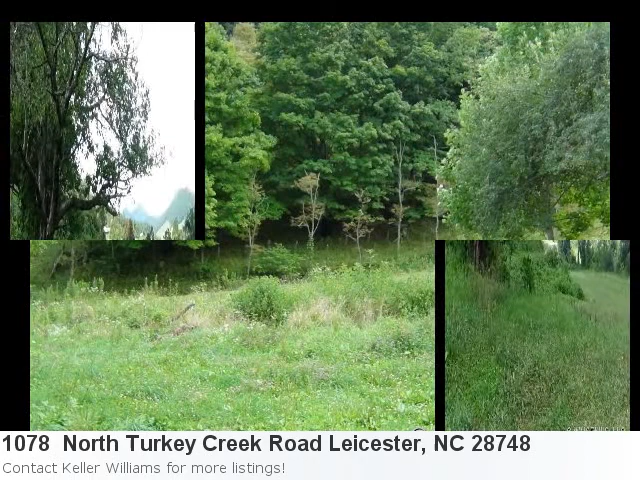 1078  North Turkey Creek Road Leicester, NC 28748
Contact Keller Williams for more listings!